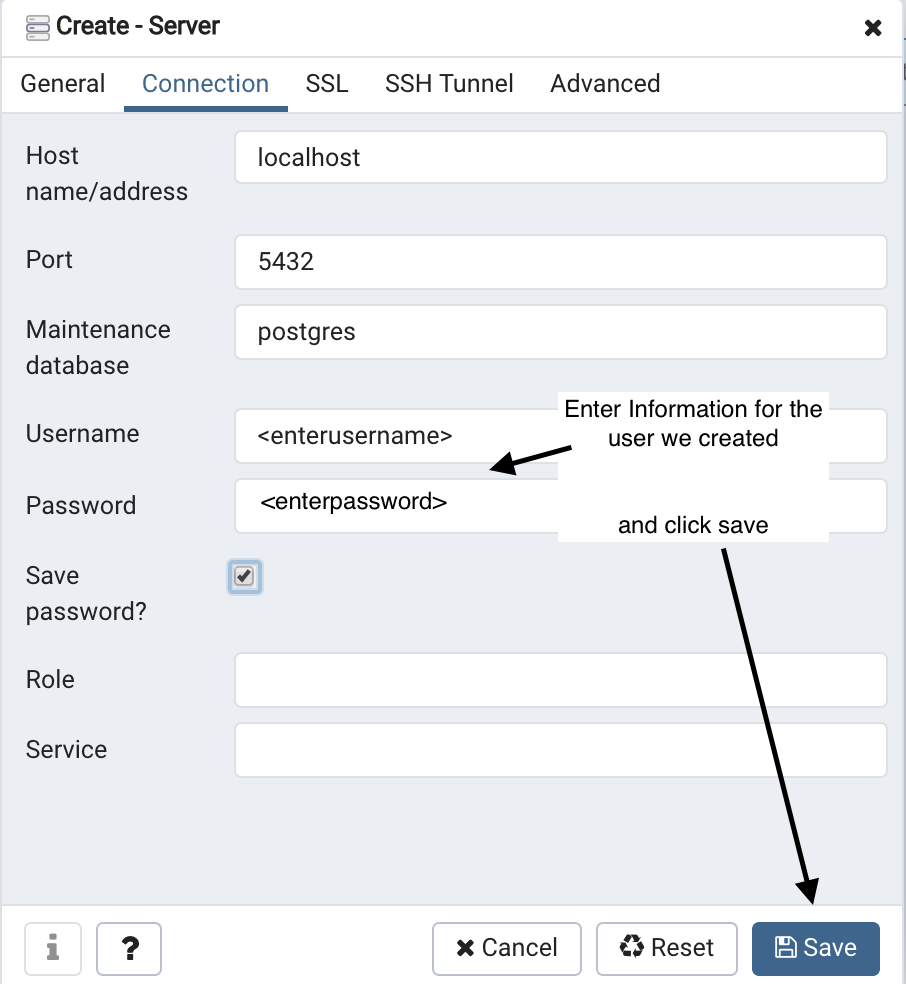 Create - Server
General Connection SSL SSH Tunnel Advanced
Host
name/address
localhost
Port
5432
Maintenance
database
postgres
Enter Information for the
user we created
Username
<enterusername>
Password
<enterpassword>
and click save
Save
password?
Role
Service
? Cancel Reset Save